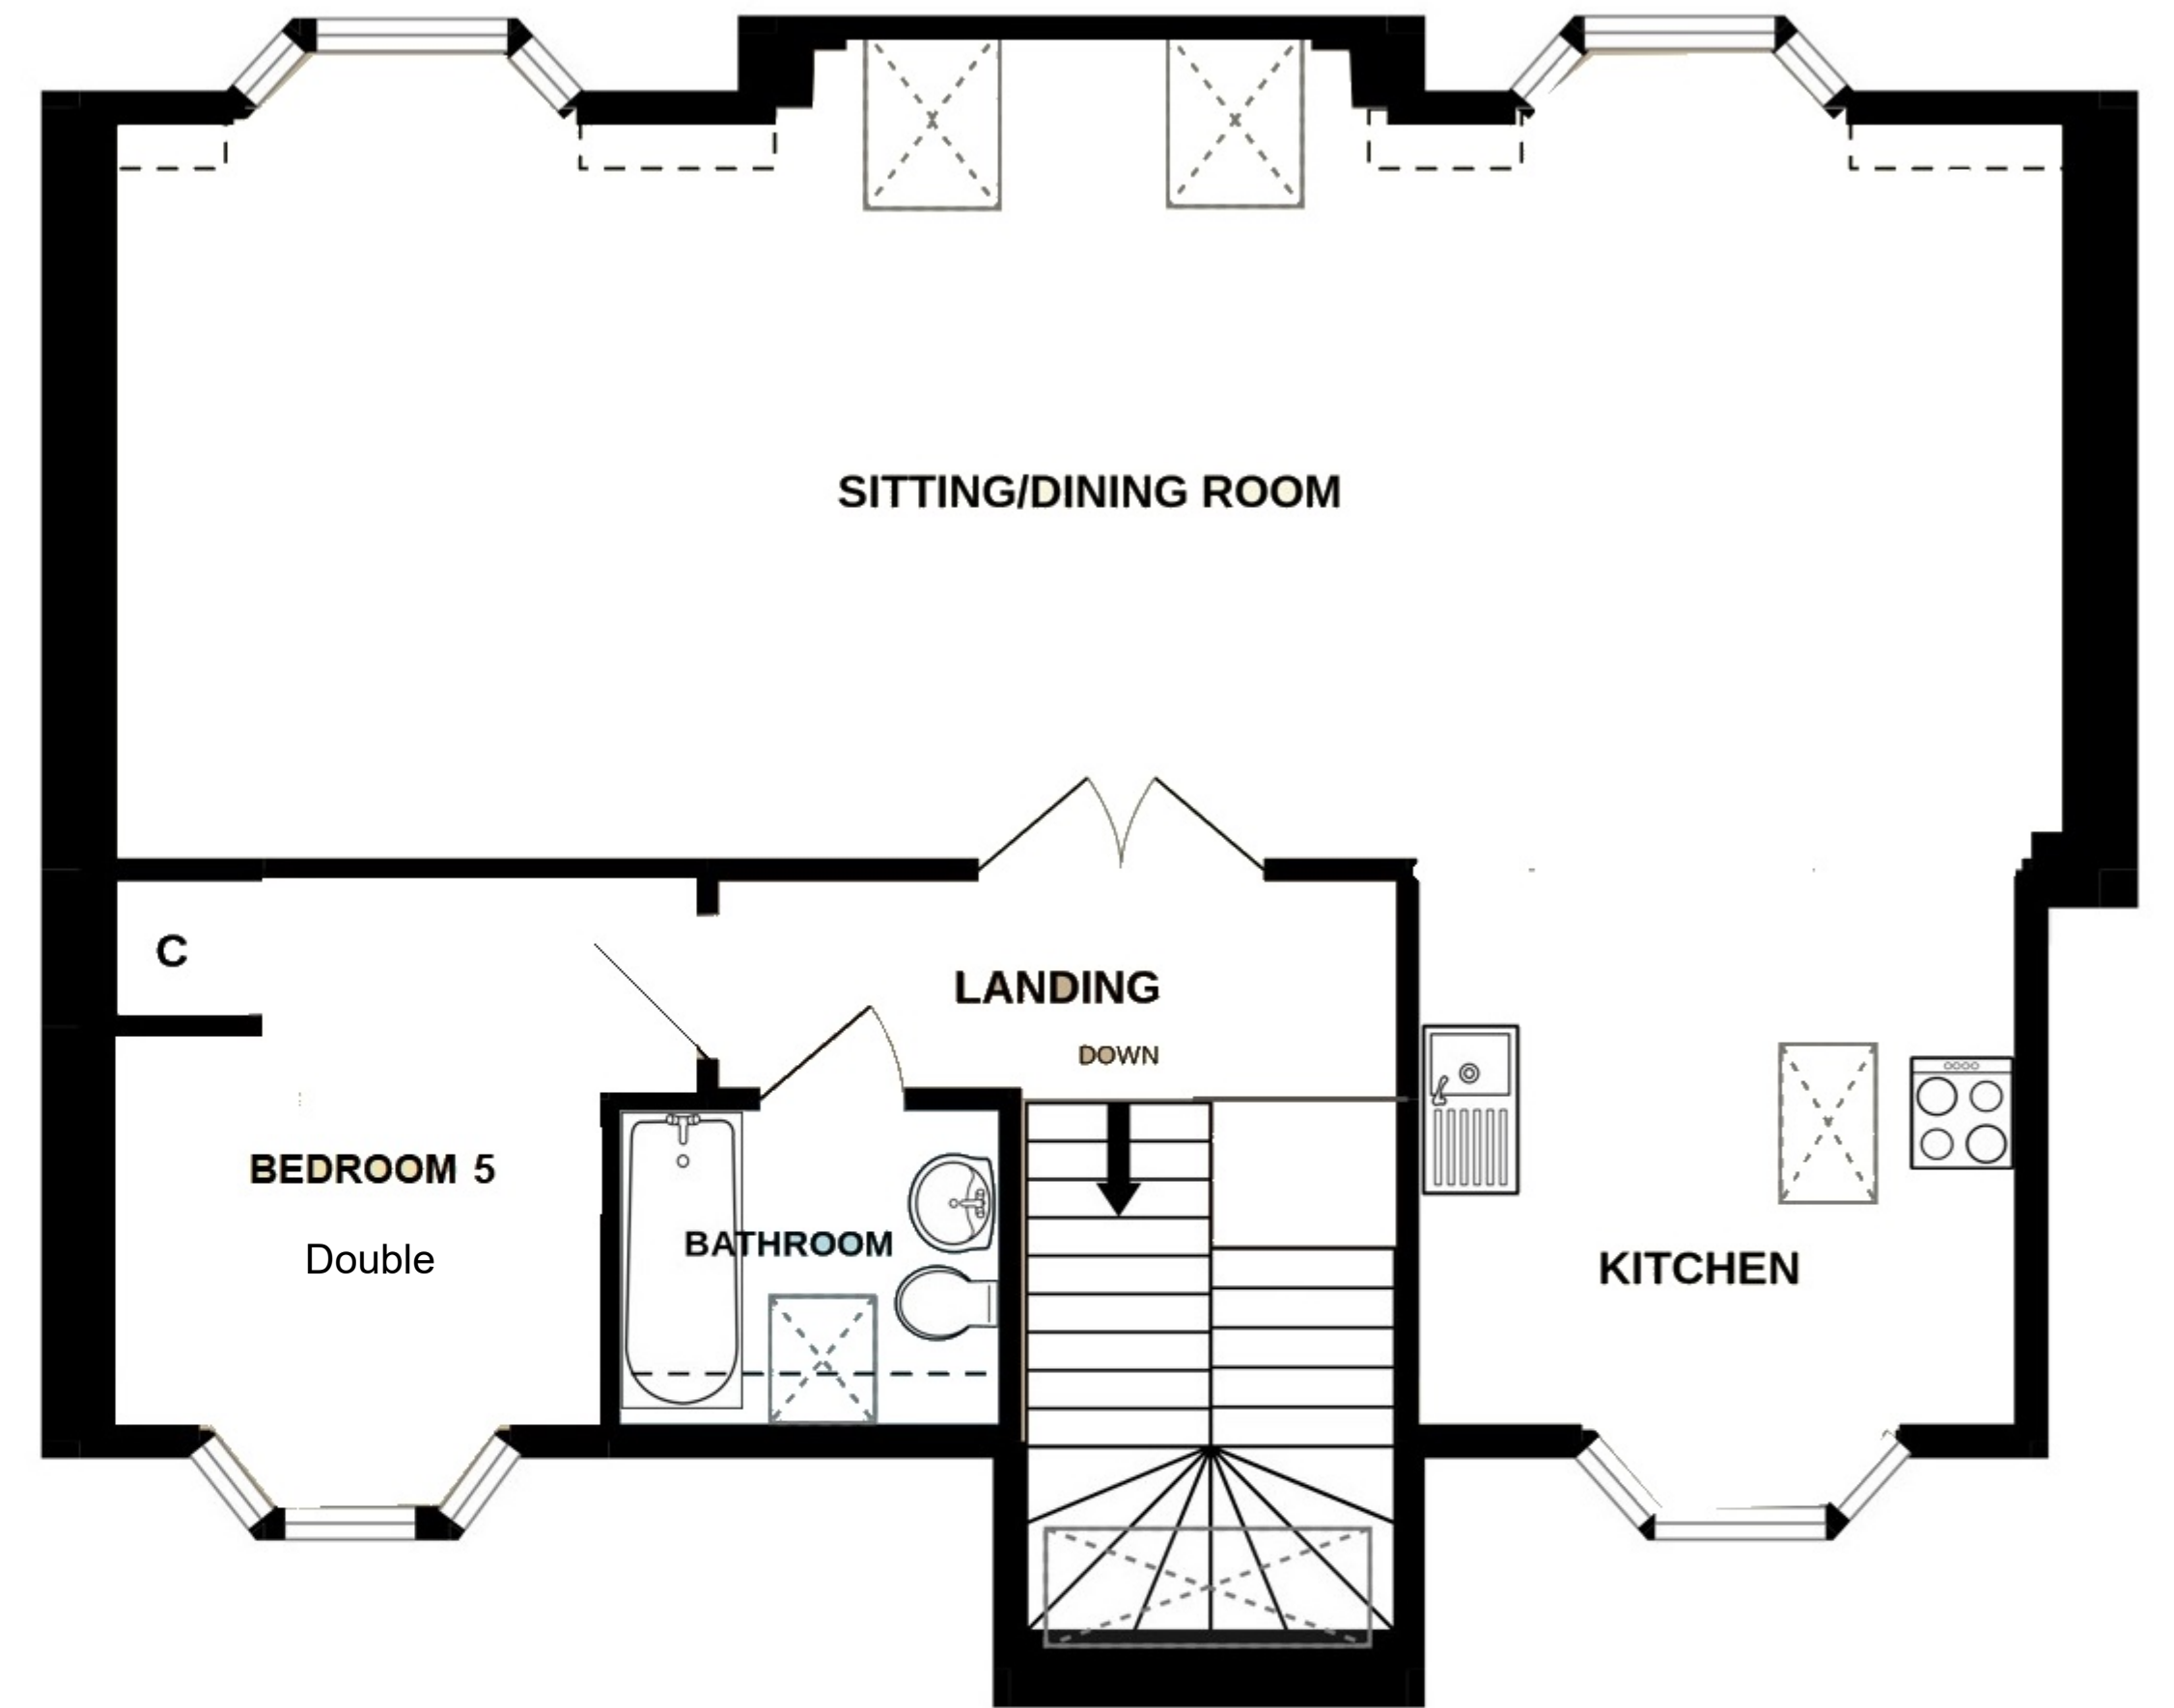 SITTING/DINING ROOM
C
LANDING
DOWN
BEDROOM 5
Double
BATHROOM
KITCHEN